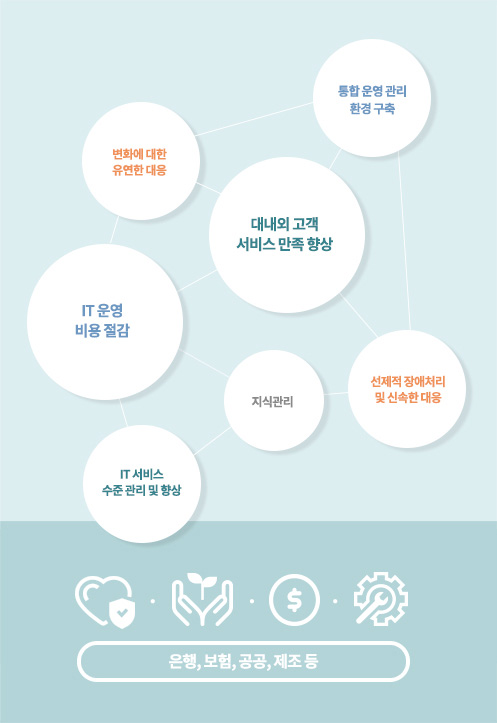 통합 운영 관리
환경 구축
변화에 대한
유연한 대응
대내외 고객
서비스 만족 향상
IT 운영
비용 절감
선제적 장애처리
및 신속한 대응
지식관리
IT 서비스
수준 관리 및 향상
$
은행, 보험, 공공, 제조 등